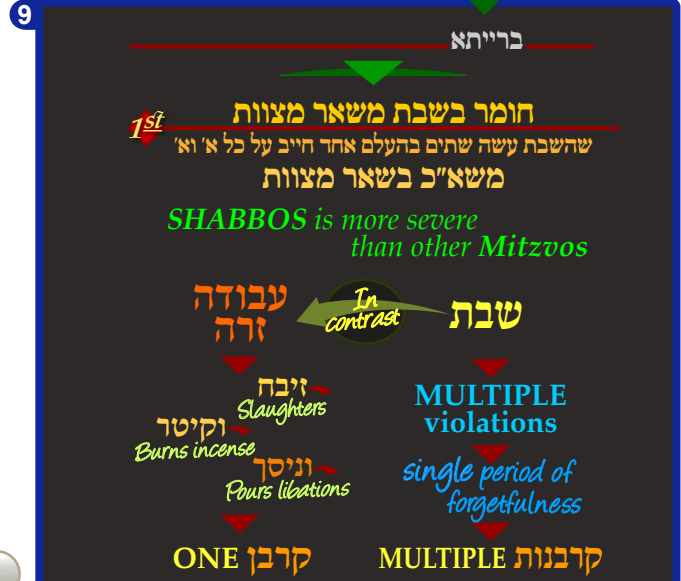 9
ברייתא
1st
חומר בשבת משאר מצוות
שהשבת עשה שתים בהעלם אחד חייב על כל א' וא'
משא"כ בשאר מצוות
SHABBOS is more severe
than other Mitzvos
שבת
In
contrast
עבודה
זרה
MULTIPLE
violations
single period of
forgetfulness
MULTIPLE קרבנות
זיבח
Slaughters
וקיטר
Burns incense
וניסך
Pours libations
ONE קרבן